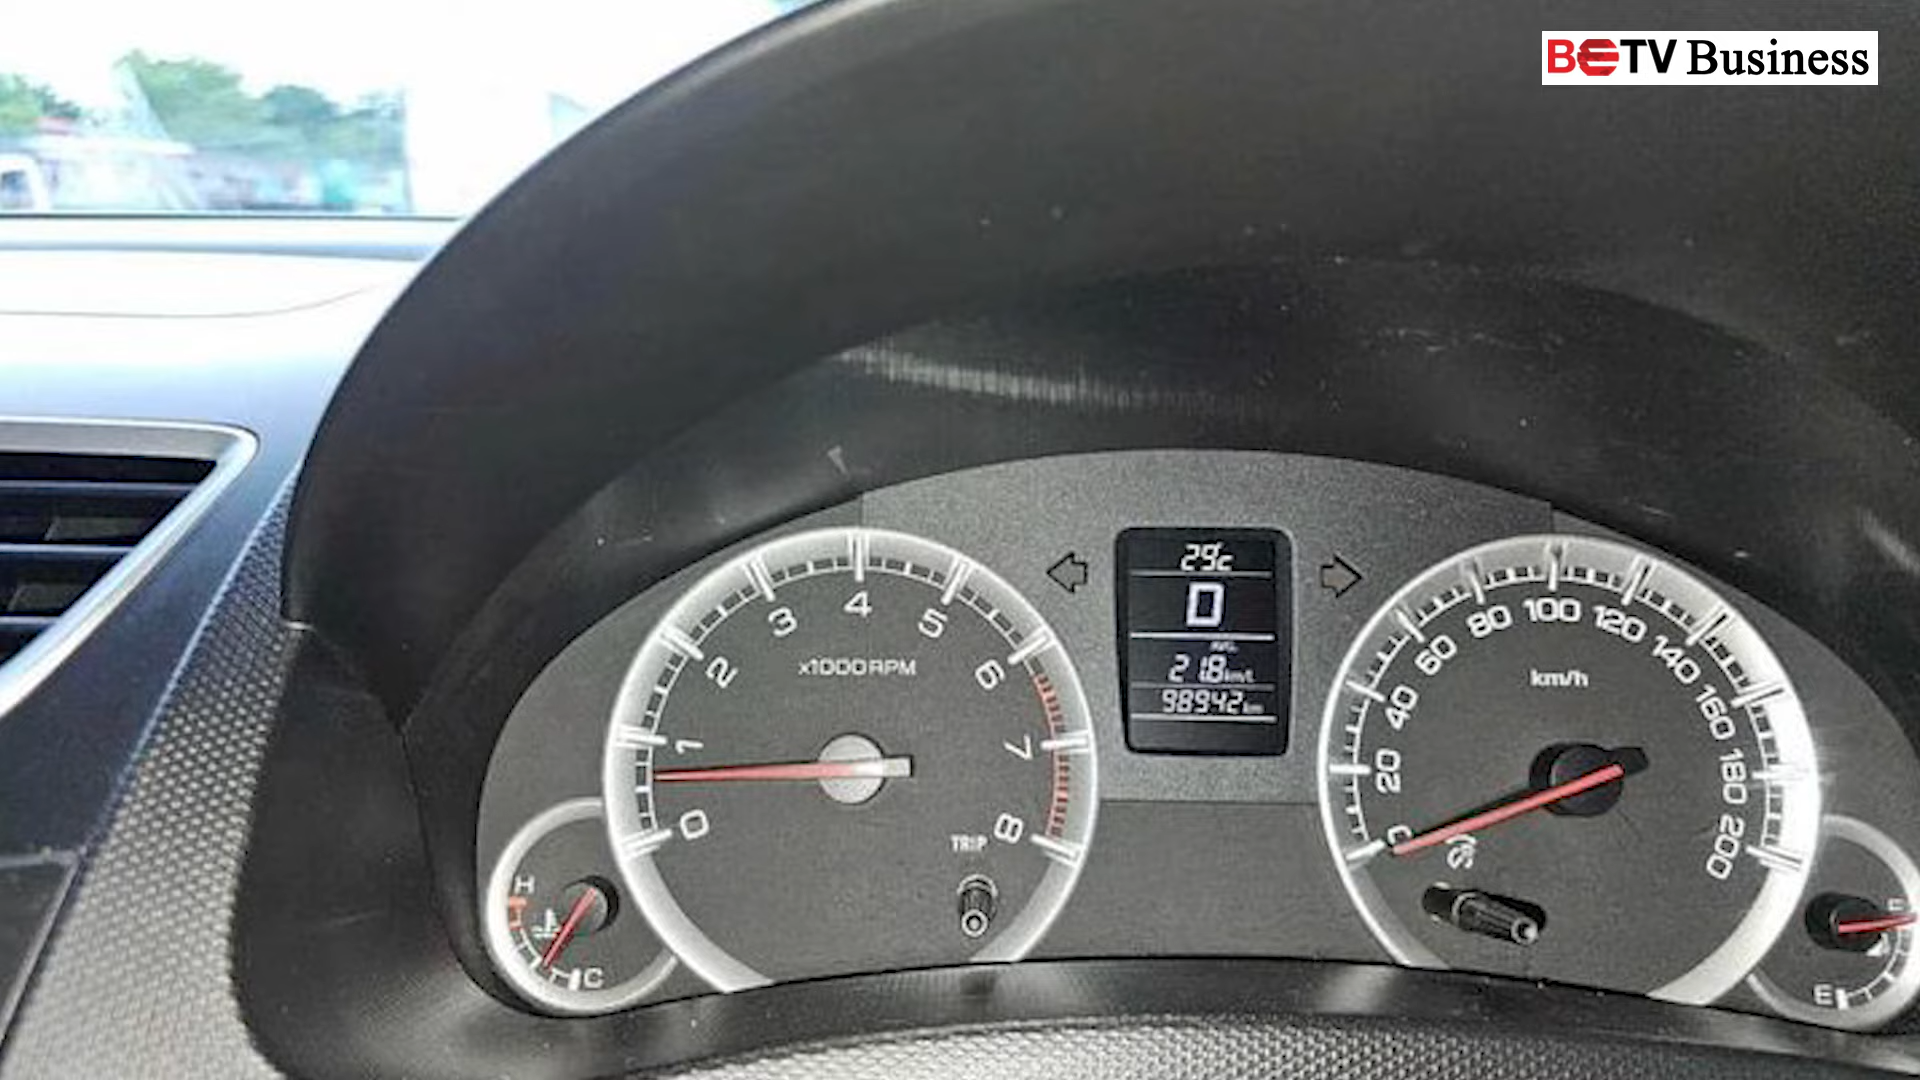 BETV Business
0 1 2 3 4 5 6 7 8
x1000RPM
TRIP
H
C
29°C
D
AVG.
21.8km/L
98942km
0 20 40 60 80 100 120 140 160 180 200
km/h
E